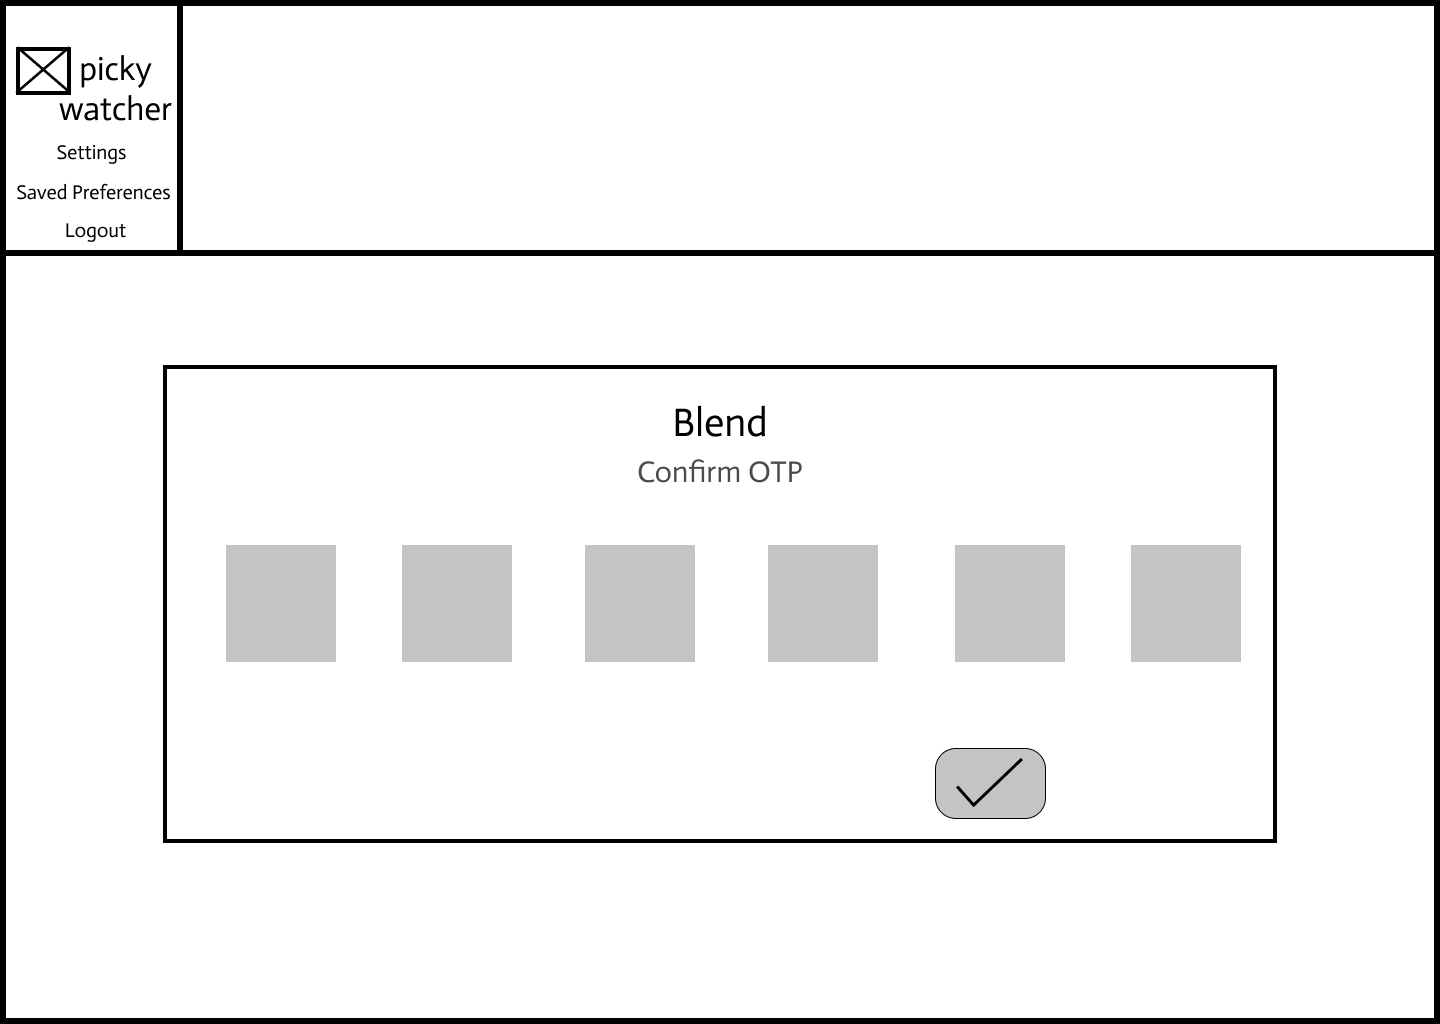 picky
watcher
Settings
Saved Preferences
Logout
Blend
Confirm OTP